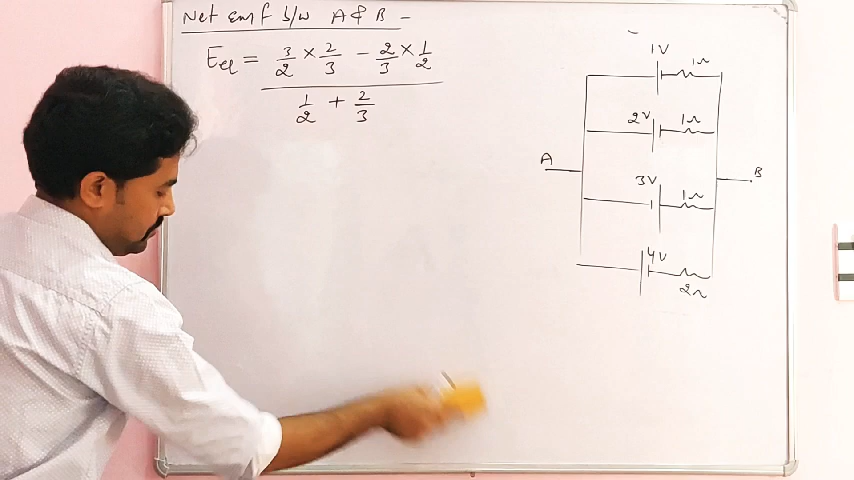 Net emf b/w A & B -
E_eq = 3/2 × 2/3 - 2/3 × 1/2
1/2 + 2/3
1V 1Ω
2V 1Ω
A
B
3V 1Ω
4V
2Ω